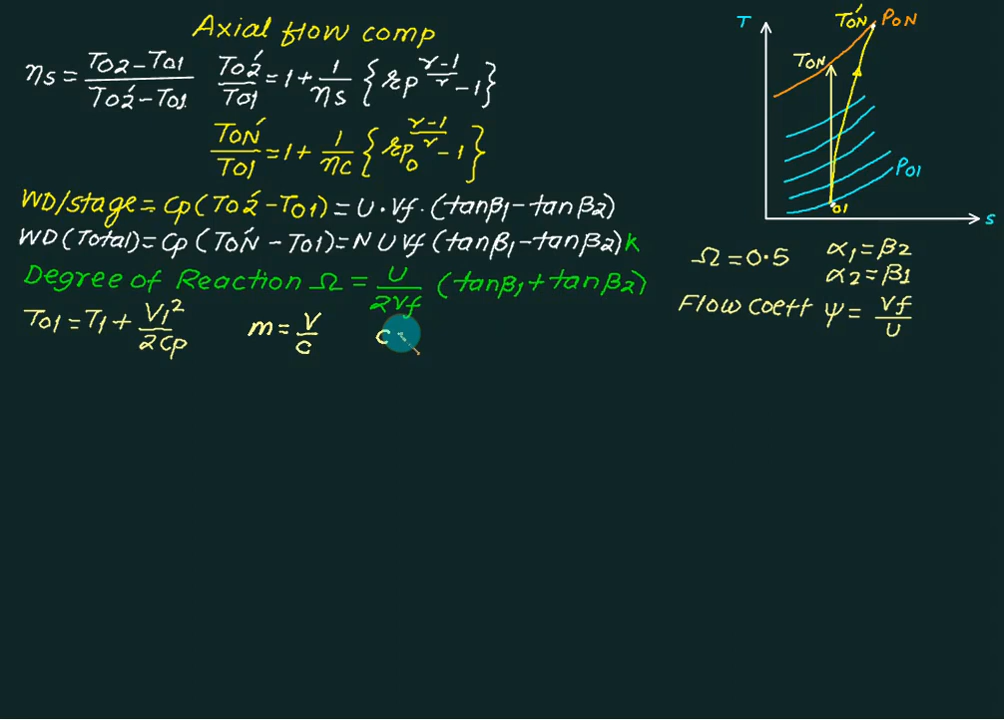 Axial flow comp
ηs = (T02 - T01) / (T02' - T01)
T02'/T01 = 1 + 1/ηs {rp^((γ-1)/γ) - 1}
T0N'/T01 = 1 + 1/ηc {rp0^((γ-1)/γ) - 1}
WD/stage = Cp(T02' - T01) = U·Vf·(tanβ1 - tanβ2)
WD(Total) = Cp(T0N' - T01) = N U Vf (tanβ1 - tanβ2) k
Degree of Reaction Ω = U/2Vf (tanβ1 + tanβ2)
T01 = T1 + V1²/2Cp
m = V/C
C
T
T0N'
P0N
T0N
P01
01
s
Ω = 0.5
α1 = β2
α2 = β1
Flow coeff ψ = Vf/U